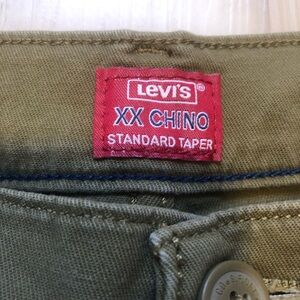 LEVI'S ®
XX CHINO
STANDARD TAPER